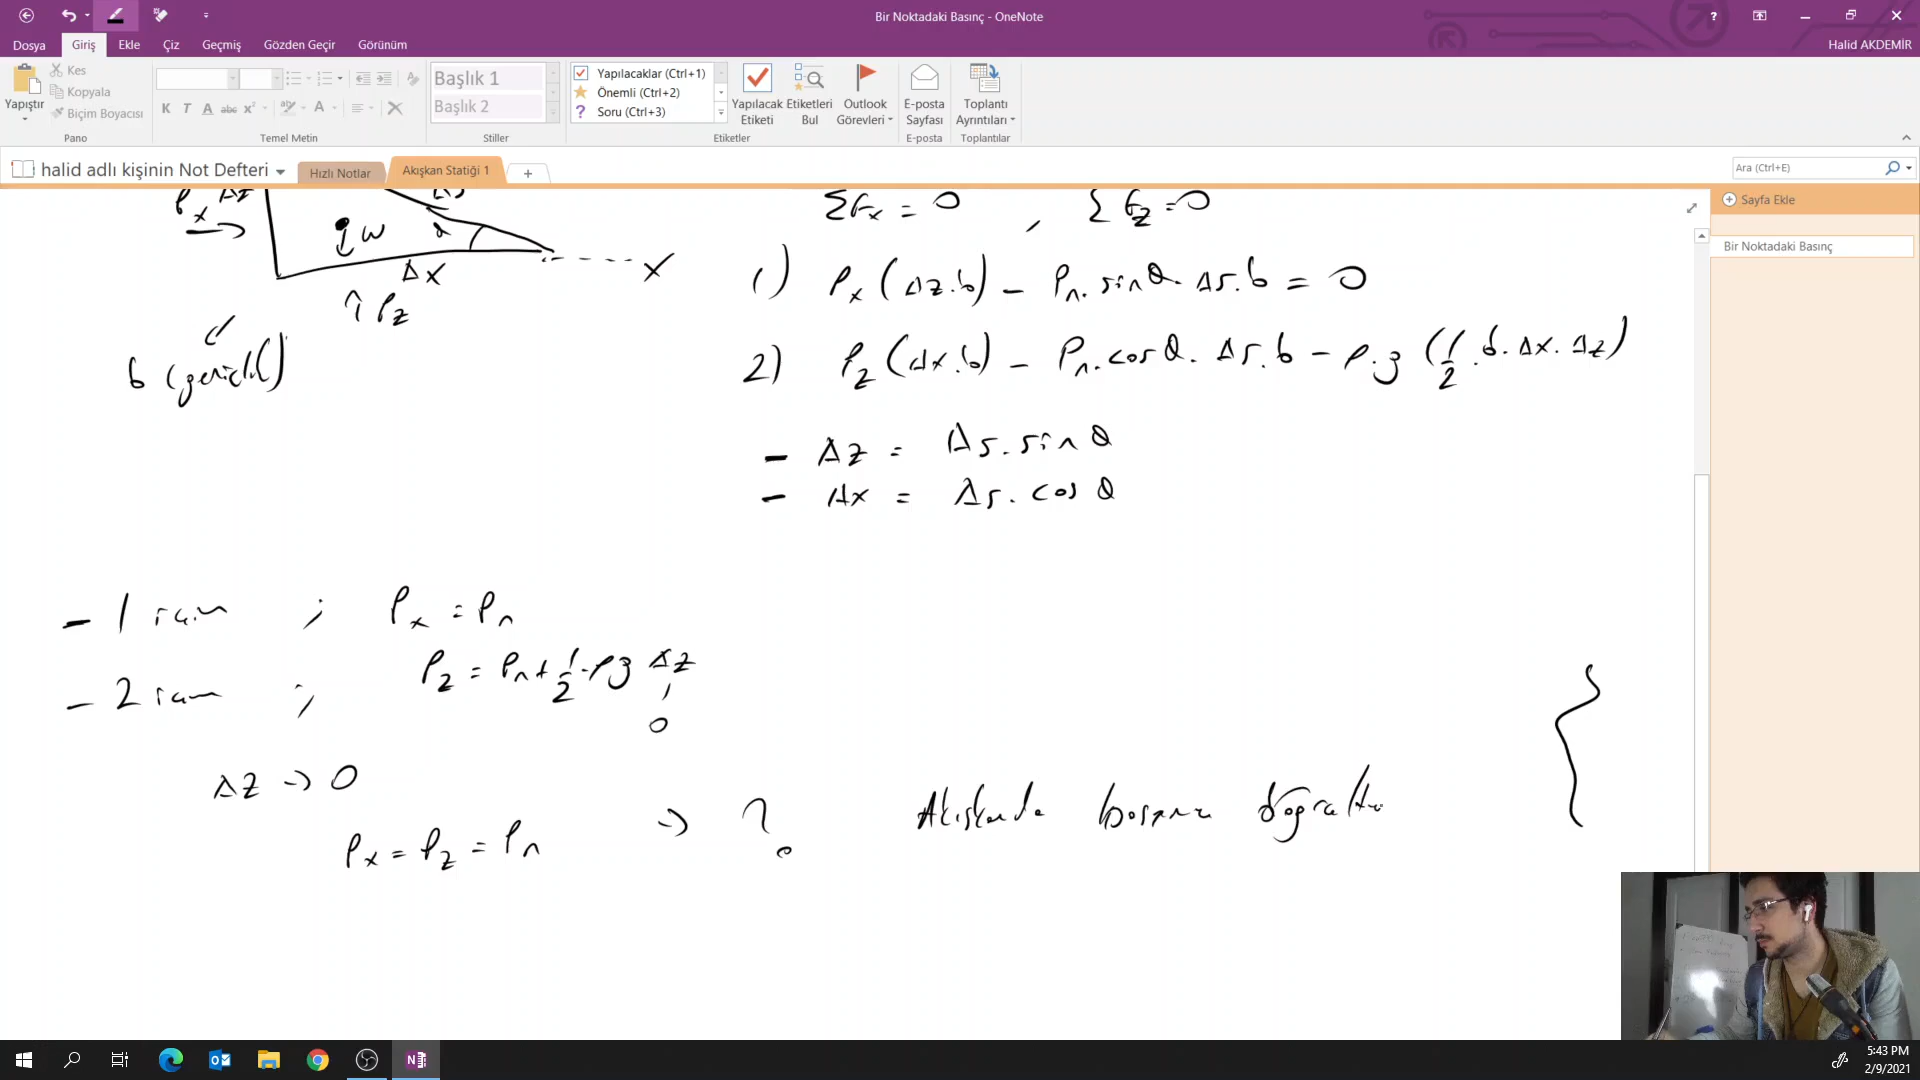 Bir Noktadaki Basınç - OneNote
?
Dosya Giriş Ekle Çiz Geçmiş Gözden Geçir Görünüm
Halid AKDEMİR
Yapıştır
Kes
Kopyala
Biçim Boyacısı
Pano
K T A abc x² A
Temel Metin
Başlık 1
Başlık 2
Stiller
Yapılacaklar (Ctrl+1)
Önemli (Ctrl+2)
Soru (Ctrl+3)
Yapılacak Etiketi
Etiketleri Bul
Etiketler
Outlook Görevleri
E-posta Sayfası
E-posta
Toplantı Ayrıntıları
Toplantılar
halid adlı kişinin Not Defteri
Hızlı Notlar
Akışkan Statiği 1
Ara (Ctrl+E)
Sayfa Ekle
Bir Noktadaki Basınç
Px Δz Δs
w
α
Δx
x
↑ Pz
b (genişlik)
ΣFx = 0 , ΣFz = 0
1) Px (Δz.b) - Pn. sinθ. Δs.b = 0
2) Pz (Δx.b) - Pn. cosθ. Δs.b - ρ.g (1/2 .b. Δx. Δz)
- Δz = Δs. sin θ
- Δx = Δs. cos θ
- 1 ; Px = Pn
- 2 ; Pz = Pn + 1/2 . ρg Δz
0
Δz → 0
Px = Pz = Pn → ? Akışkanda basınç
5:43 PM
2/9/2021